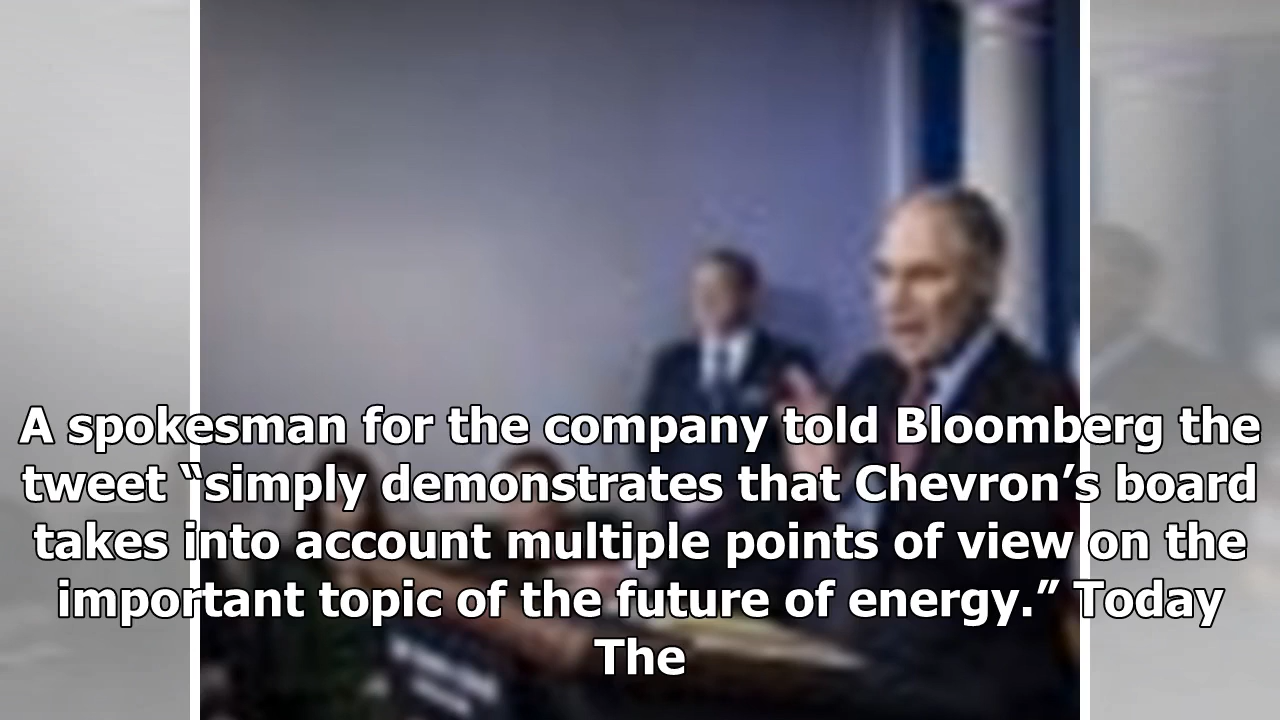 A spokesman for the company told Bloomberg the
tweet “simply demonstrates that Chevron’s board
takes into account multiple points of view on the
important topic of the future of energy.” Today
The